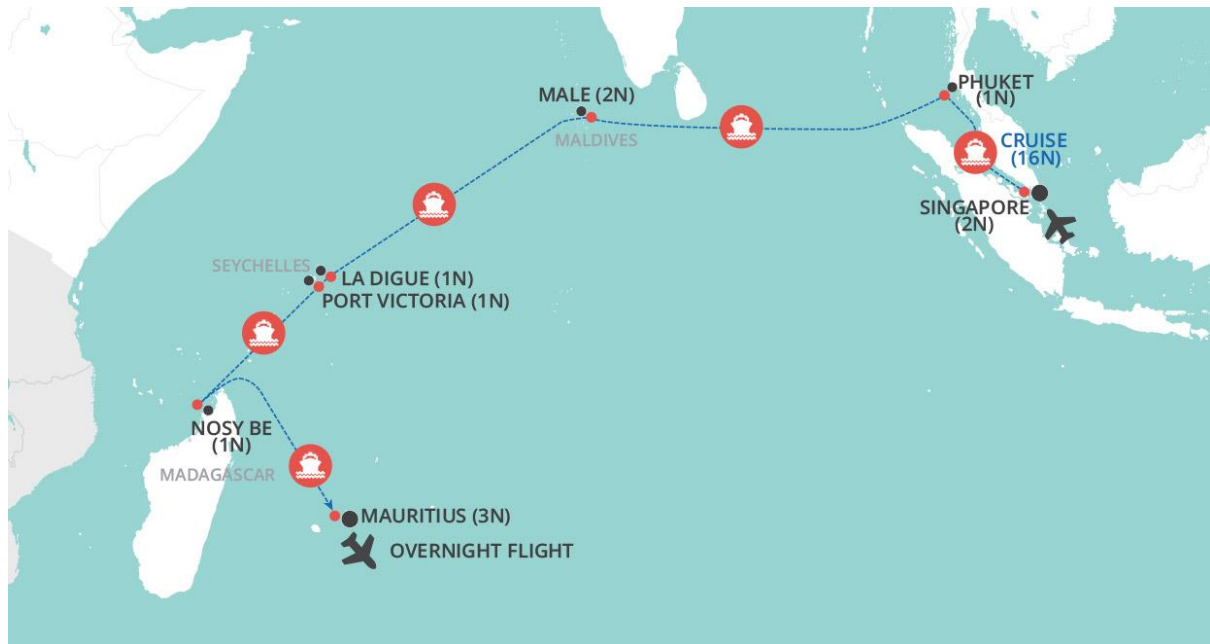 PHUKET
(1N)
MALE (2N)
MALDIVES
CRUISE
(16N)
SINGAPORE
(2N)
SEYCHELLES
LA DIGUE (1N)
PORT VICTORIA (1N)
NOSY BE
(1N)
MADAGASCAR
MAURITIUS (3N)
OVERNIGHT FLIGHT